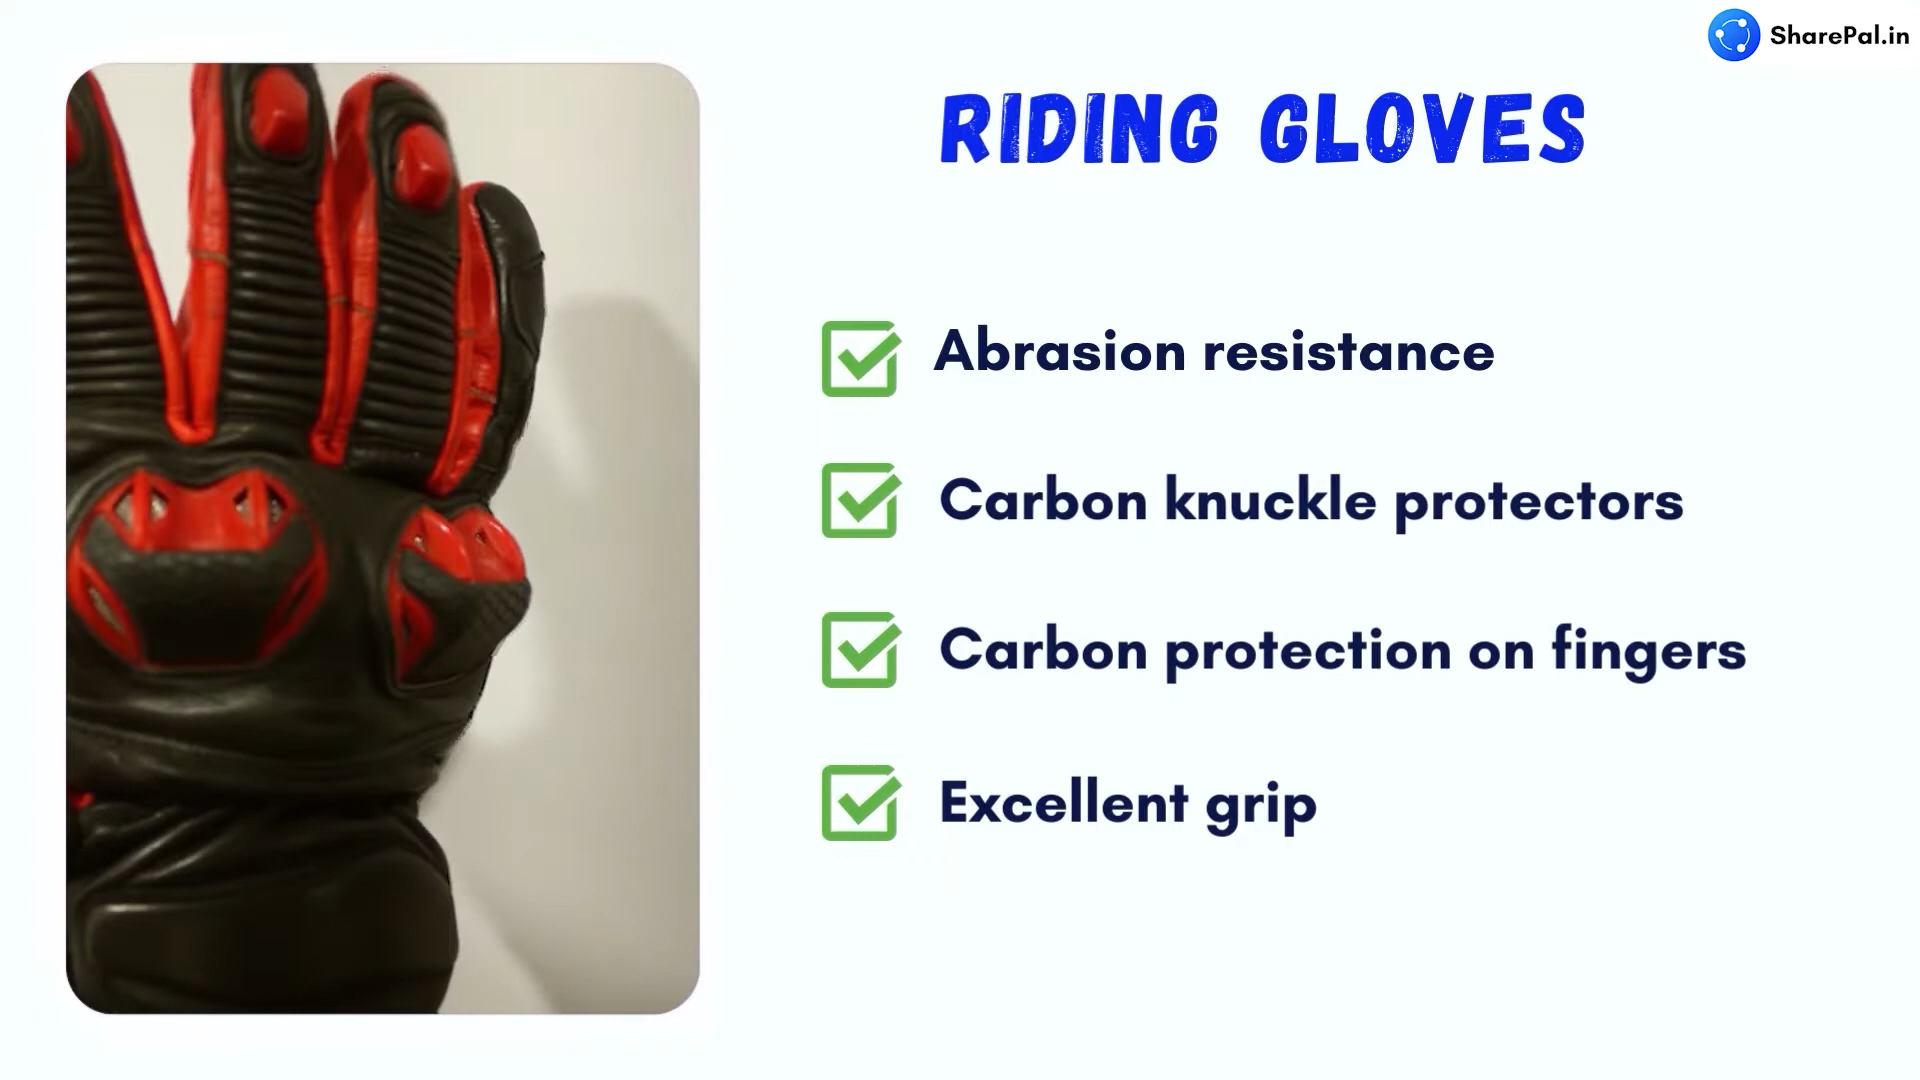 SharePal.in
RIDING GLOVES
Abrasion resistance
Carbon knuckle protectors
Carbon protection on fingers
Excellent grip